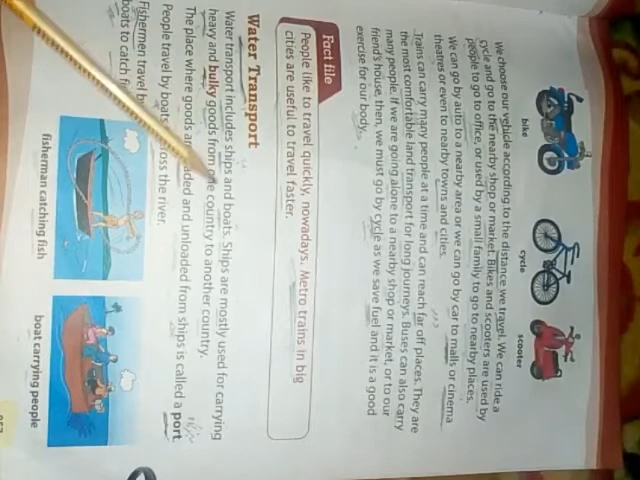 bike
cycle
scooter
We choose our vehicle according to the distance we travel. We can ride a
cycle and go to the nearby shop or market. Bikes and scooters are used by
people to go to office, or used by a small family to go to nearby places.
We can go by auto to a nearby area or we can go by car to malls or cinema
theatres or even to nearby towns and cities.
Trains can carry many people at a time and can reach far off places. They are
the most comfortable land transport for long journeys. Buses can also carry
many people. If we are going alone to a nearby shop or market, or to our
friend's house, then, we must go by cycle as we save fuel and it is a good
exercise for our body.
Fact file
People like to travel quickly, nowadays. Metro trains in big
cities are useful to travel faster.
Water Transport
Water transport includes ships and boats. Ships are mostly used for carrying
heavy and bulky goods from one country to another country.
The place where goods are loaded and unloaded from ships is called a port.
People travel by boats across the river.
Fishermen travel
boats to catch
fisherman catching fish
boat carrying people